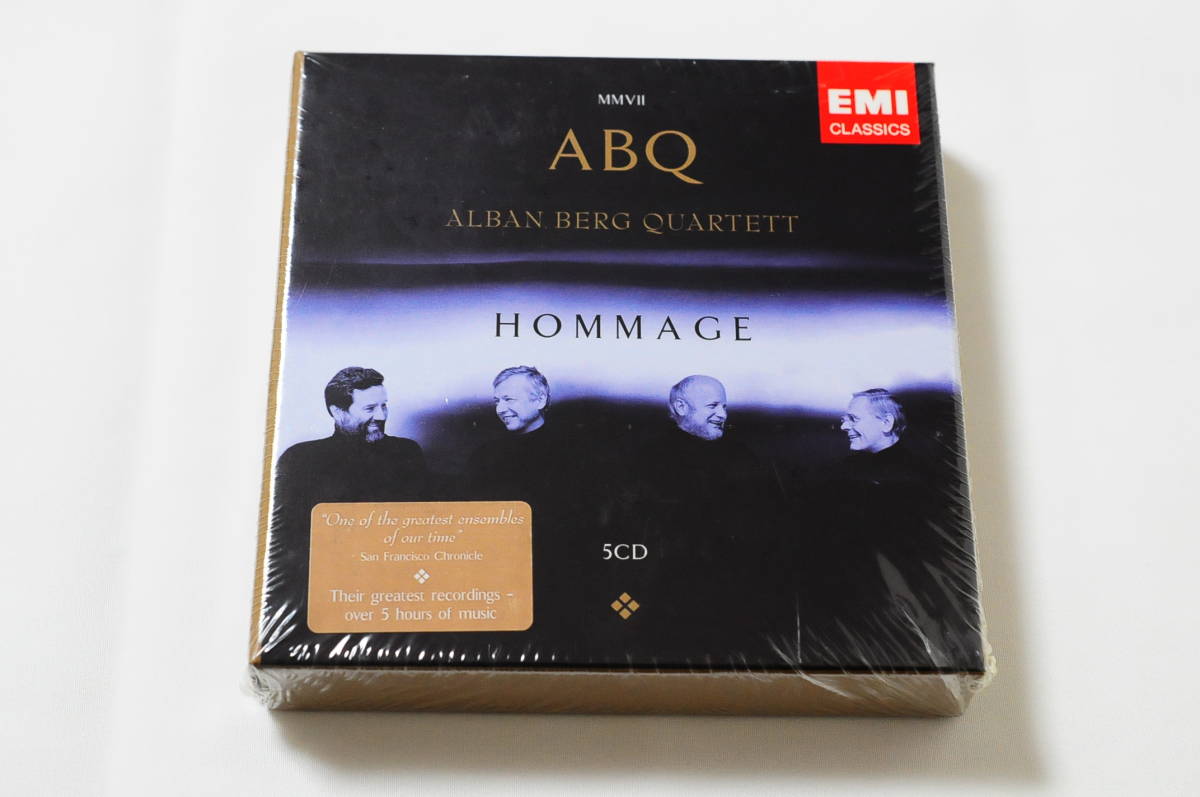 MMVII
EMI
CLASSICS
ABQ
ALBAN BERG QUARTETT
HOMMAGE
"One of the greatest ensembles
of our time"
- San Francisco Chronicle
Their greatest recordings –
over 5 hours of music
5CD